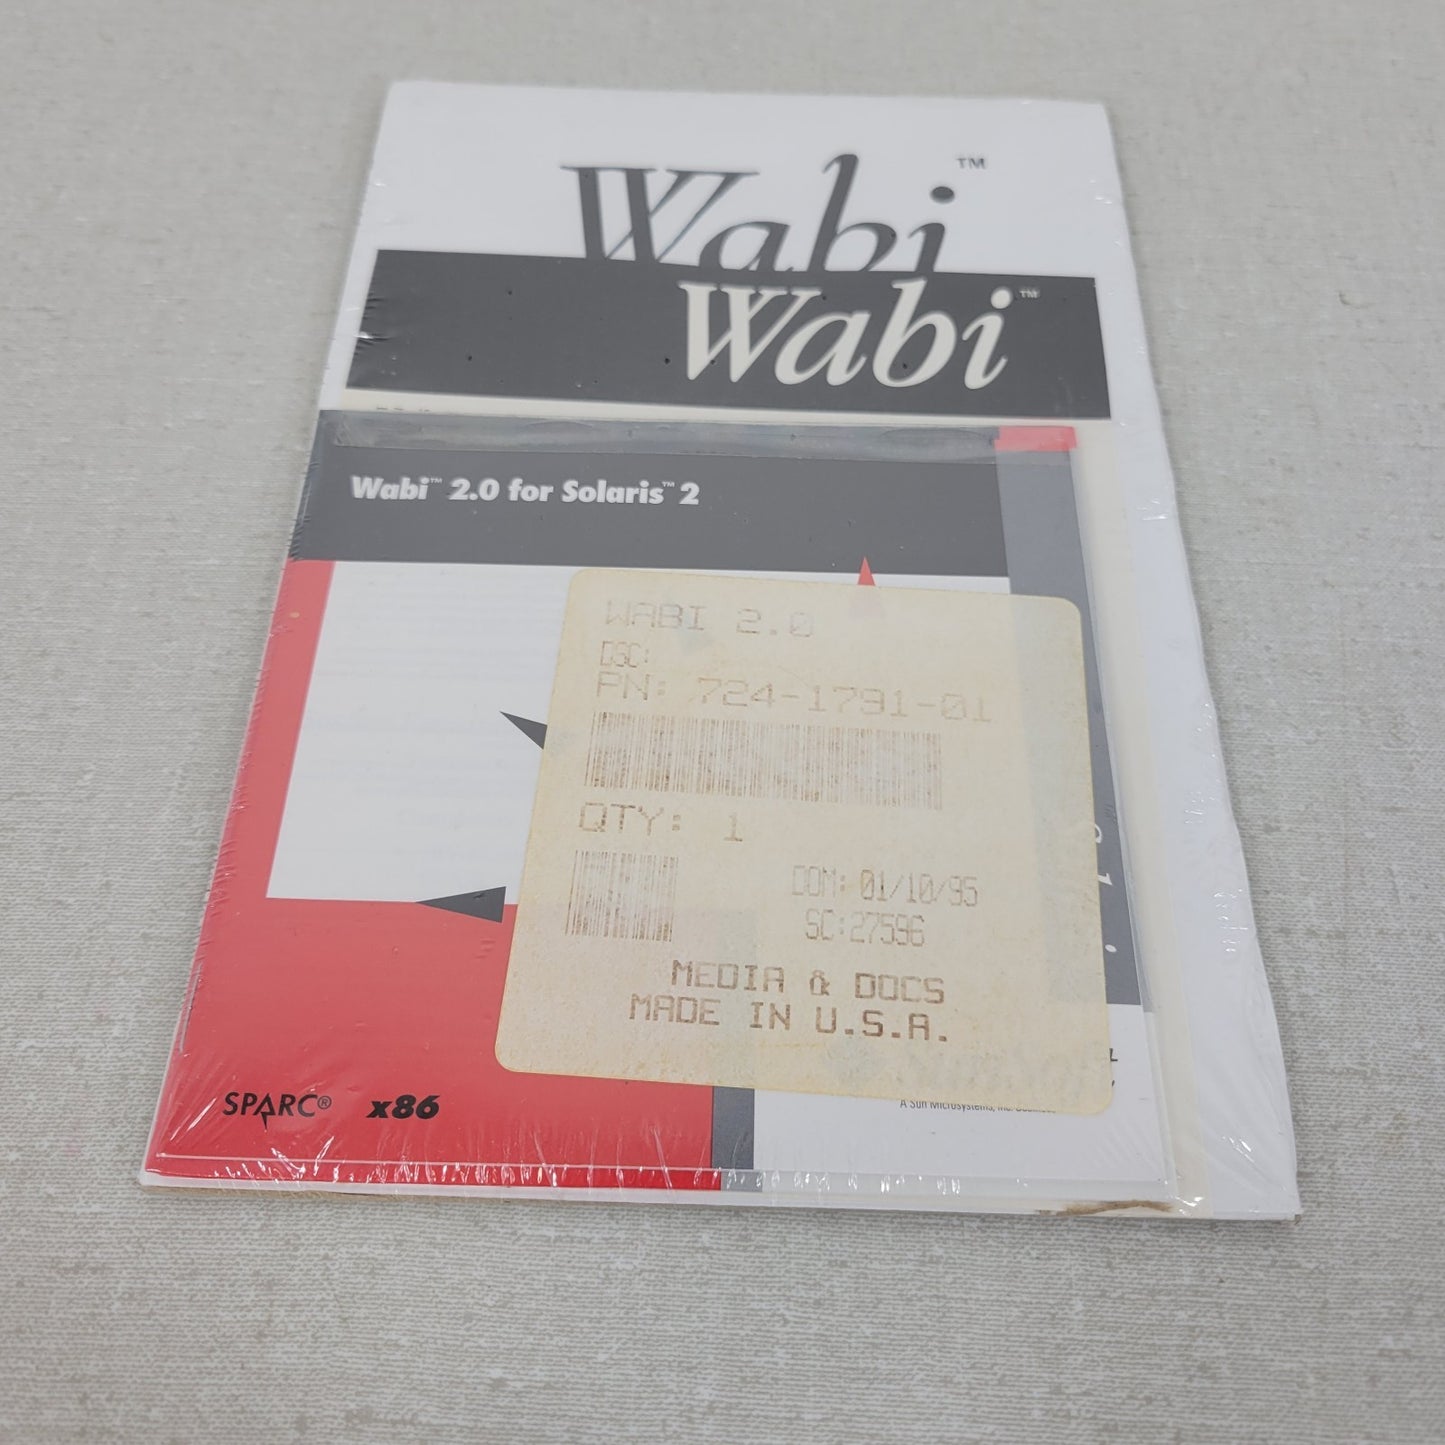 Wabi™
Wabi™
Wabi™ 2.0 for Solaris™ 2
WABI 2.0
DSC:
PN: 724-1791-01
QTY: 1
DOM: 01/10/95
SC:27596
MEDIA & DOCS
MADE IN U.S.A.
SPARC® x86
A Sun Microsystems, Inc.